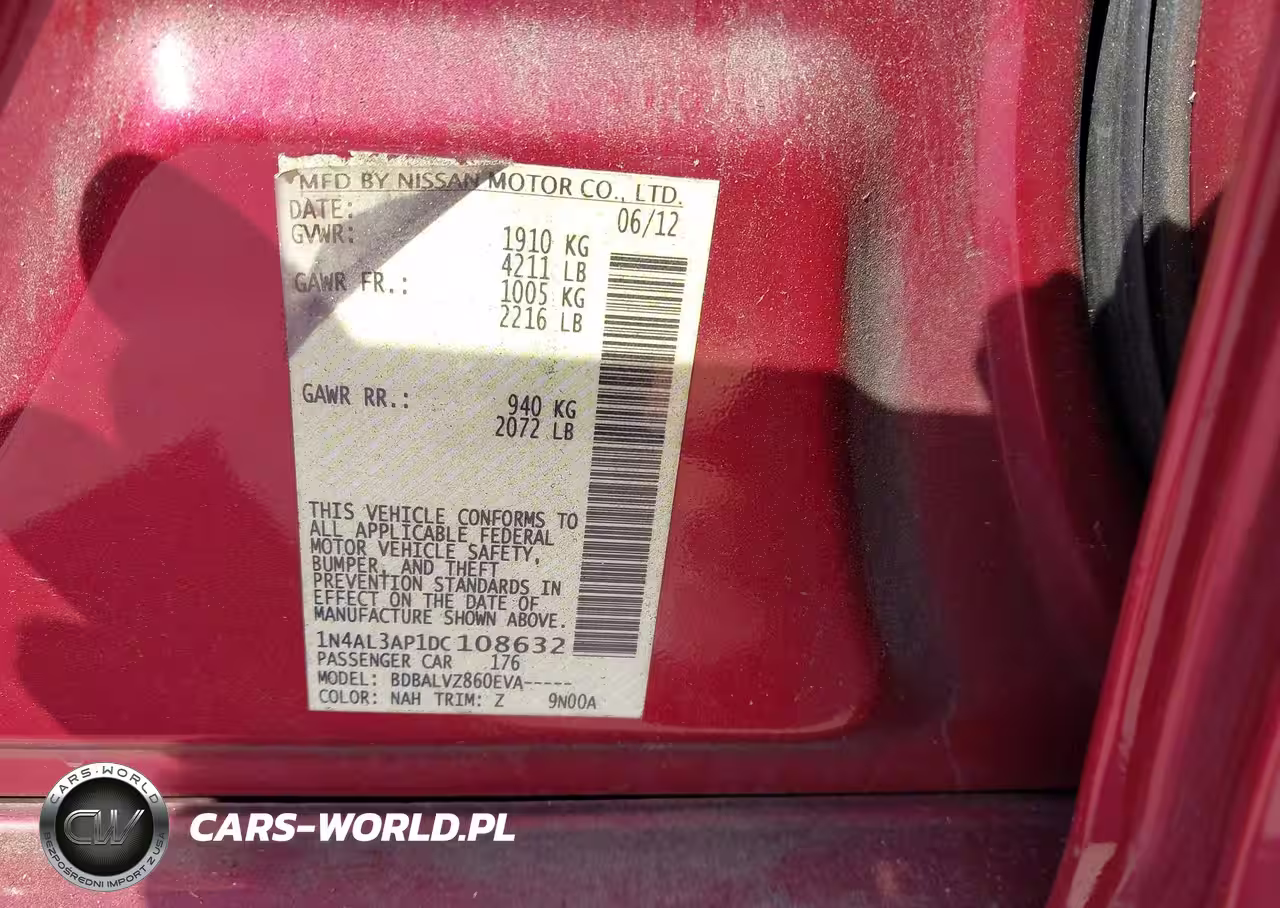 MFD BY NISSAN MOTOR CO., LTD.
DATE: 06/12
GVWR: 1910 KG
4211 LB
GAWR FR.: 1005 KG
2216 LB
GAWR RR.: 940 KG
2072 LB
THIS VEHICLE CONFORMS TO
ALL APPLICABLE FEDERAL
MOTOR VEHICLE SAFETY,
BUMPER, AND THEFT
PREVENTION STANDARDS IN
EFFECT ON THE DATE OF
MANUFACTURE SHOWN ABOVE.
1N4AL3AP1DC108632
PASSENGER CAR 176
MODEL: BDBALVZ860EVA-----
COLOR: NAH TRIM: Z 9N00A
CARS-WORLD
CW
BEZPOŚREDNI IMPORT Z USA
CARS-WORLD.PL